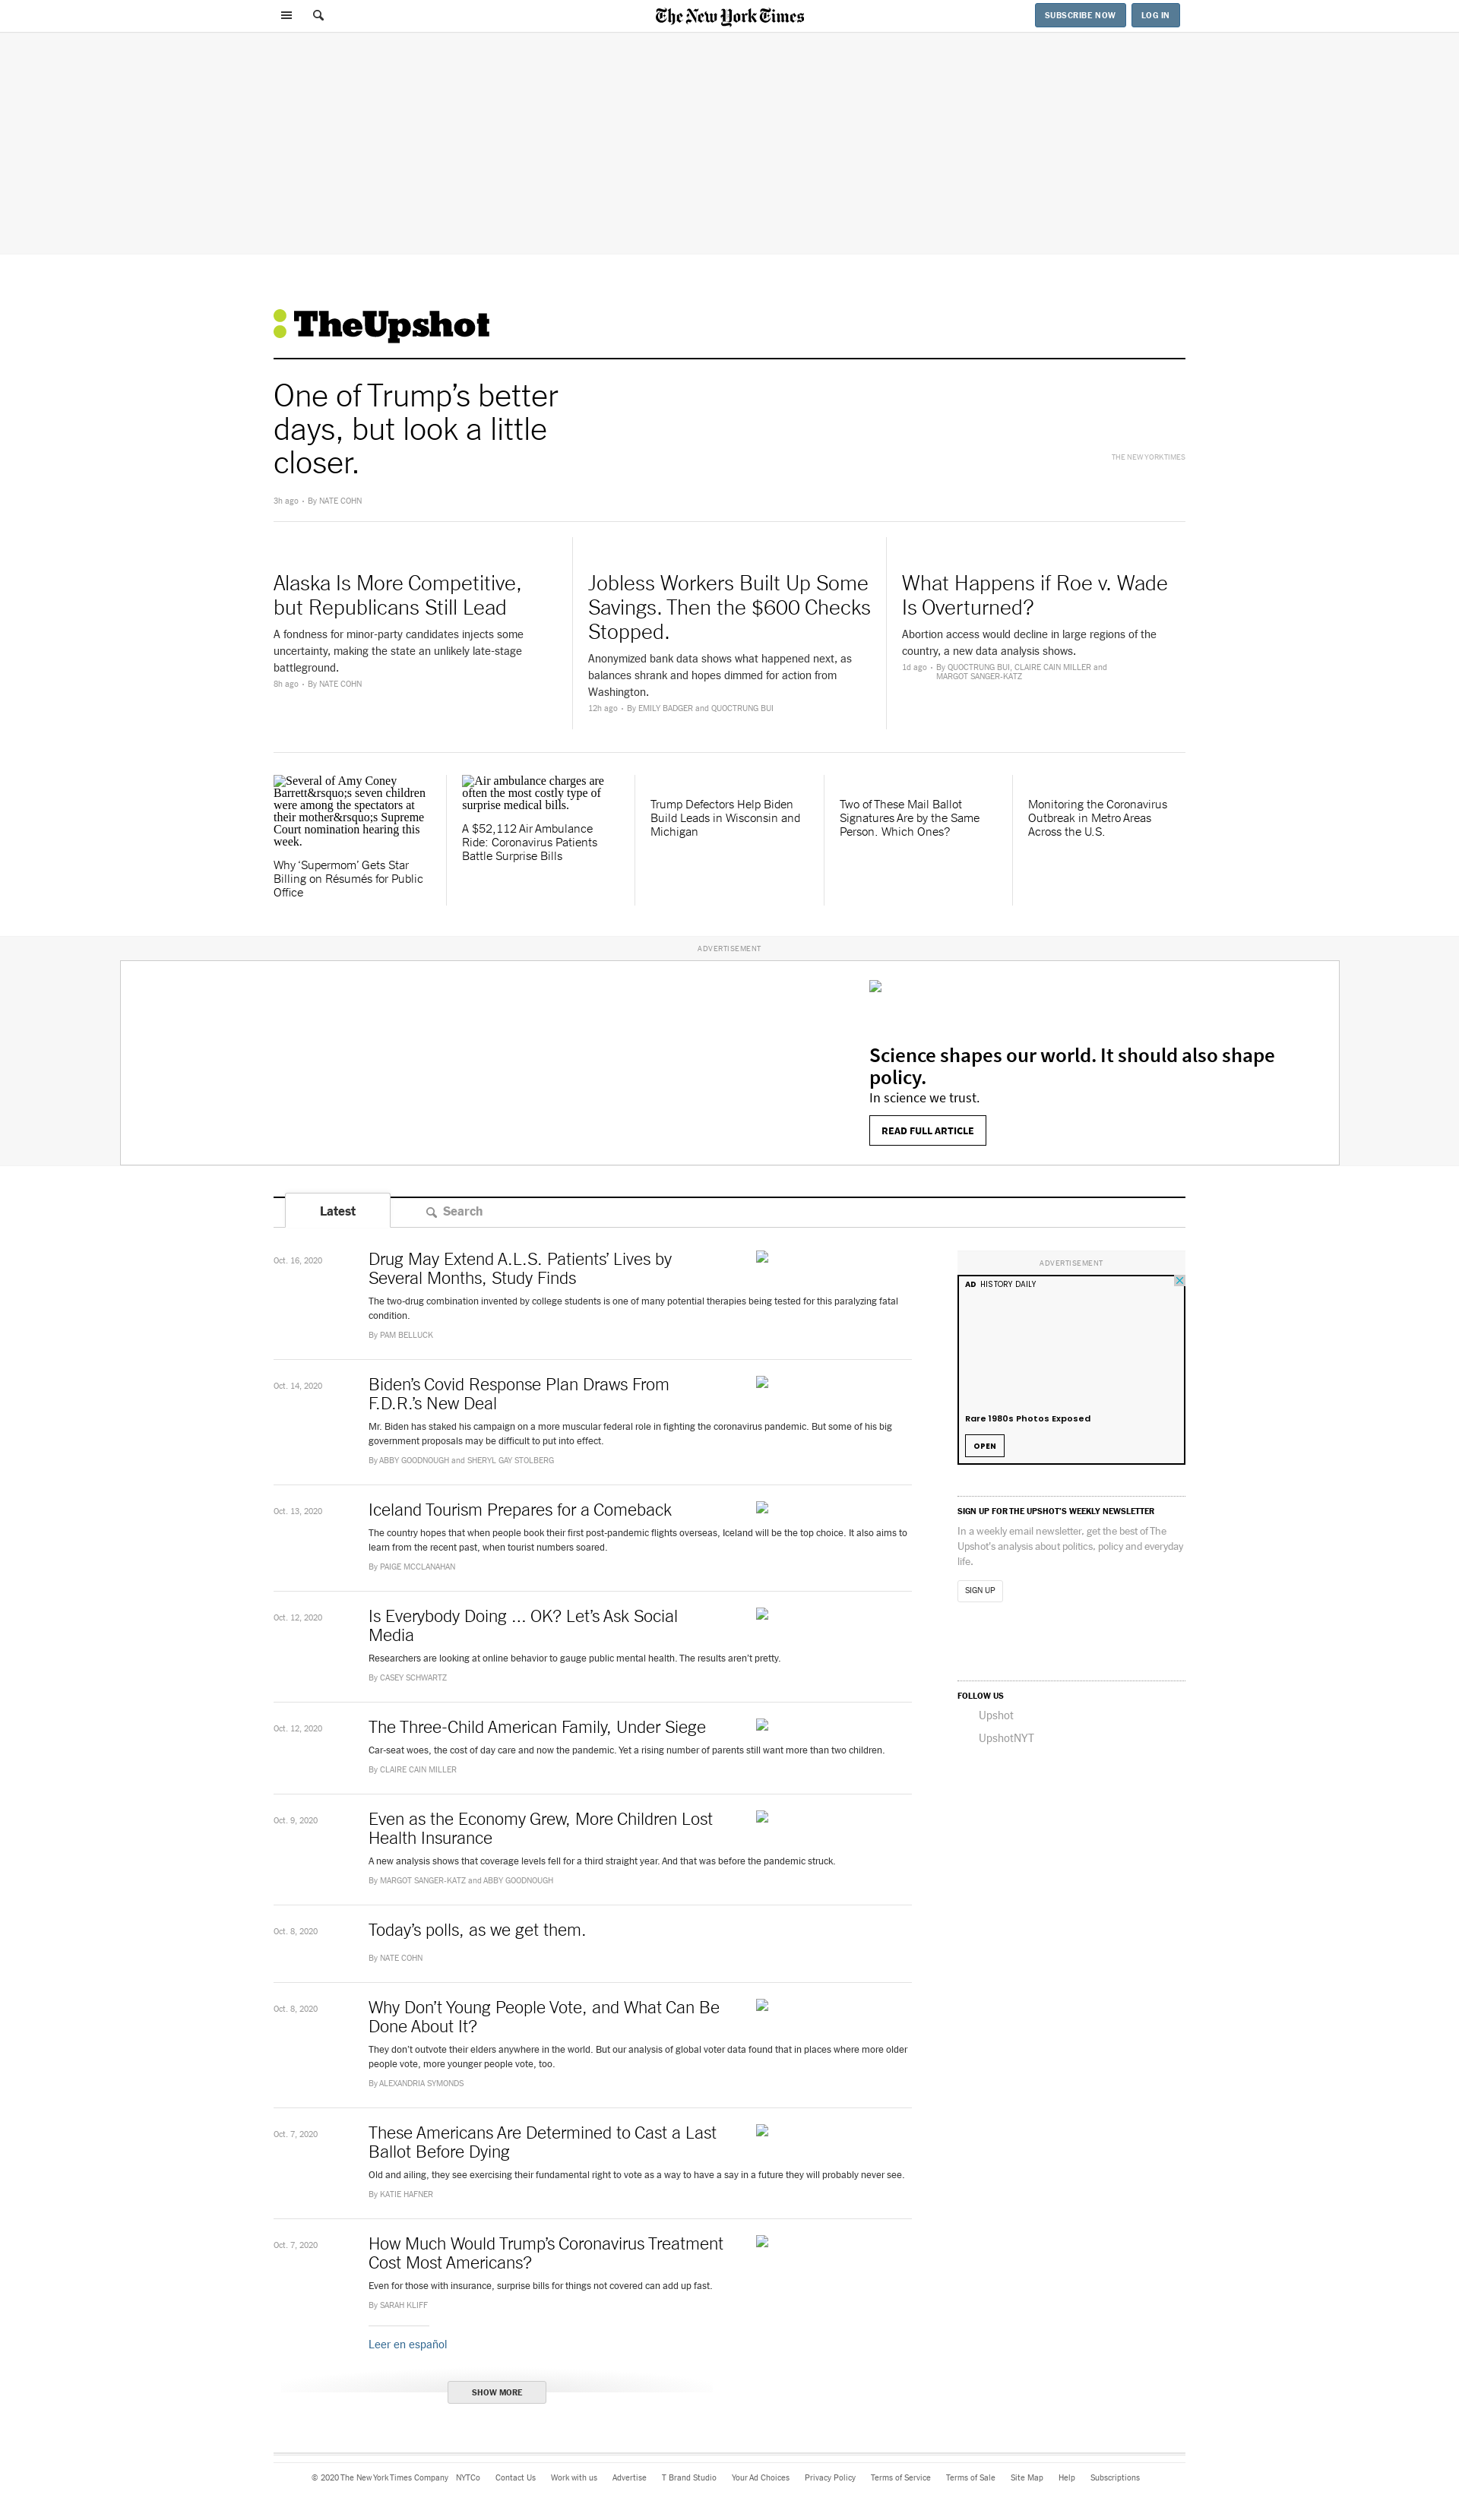 The New York Times
SUBSCRIBE NOW
LOG IN
TheUpshot
One of Trump’s better
days, but look a little
closer.
THE NEW YORK TIMES
3h ago • By NATE COHN
Alaska Is More Competitive,
but Republicans Still Lead
A fondness for minor-party candidates injects some
uncertainty, making the state an unlikely late-stage
battleground.
8h ago • By NATE COHN
Jobless Workers Built Up Some
Savings. Then the $600 Checks
Stopped.
Anonymized bank data shows what happened next, as
balances shrank and hopes dimmed for action from
Washington.
12h ago • By EMILY BADGER and QUOCTRUNG BUI
What Happens if Roe v. Wade
Is Overturned?
Abortion access would decline in large regions of the
country, a new data analysis shows.
1d ago • By QUOCTRUNG BUI, CLAIRE CAIN MILLER and
MARGOT SANGER-KATZ
Several of Amy Coney
Barrett&rsquo;s seven children
were among the spectators at
their mother&rsquo;s Supreme
Court nomination hearing this
week.
Why ‘Supermom’ Gets Star
Billing on Résumés for Public
Office
Air ambulance charges are
often the most costly type of
surprise medical bills.
A $52,112 Air Ambulance
Ride: Coronavirus Patients
Battle Surprise Bills
Trump Defectors Help Biden
Build Leads in Wisconsin and
Michigan
Two of These Mail Ballot
Signatures Are by the Same
Person. Which Ones?
Monitoring the Coronavirus
Outbreak in Metro Areas
Across the U.S.
ADVERTISEMENT
Science shapes our world. It should also shape
policy.
In science we trust.
READ FULL ARTICLE
Latest
Search
Oct. 16, 2020
Drug May Extend A.L.S. Patients’ Lives by
Several Months, Study Finds
The two-drug combination invented by college students is one of many potential therapies being tested for this paralyzing fatal
condition.
By PAM BELLUCK
Oct. 14, 2020
Biden’s Covid Response Plan Draws From
F.D.R.’s New Deal
Mr. Biden has staked his campaign on a more muscular federal role in fighting the coronavirus pandemic. But some of his big
government proposals may be difficult to put into effect.
By ABBY GOODNOUGH and SHERYL GAY STOLBERG
Oct. 13, 2020
Iceland Tourism Prepares for a Comeback
The country hopes that when people book their first post-pandemic flights overseas, Iceland will be the top choice. It also aims to
learn from the recent past, when tourist numbers soared.
By PAIGE MCCLANAHAN
Oct. 12, 2020
Is Everybody Doing … OK? Let’s Ask Social
Media
Researchers are looking at online behavior to gauge public mental health. The results aren’t pretty.
By CASEY SCHWARTZ
Oct. 12, 2020
The Three-Child American Family, Under Siege
Car-seat woes, the cost of day care and now the pandemic. Yet a rising number of parents still want more than two children.
By CLAIRE CAIN MILLER
Oct. 9, 2020
Even as the Economy Grew, More Children Lost
Health Insurance
A new analysis shows that coverage levels fell for a third straight year. And that was before the pandemic struck.
By MARGOT SANGER-KATZ and ABBY GOODNOUGH
Oct. 8, 2020
Today’s polls, as we get them.
By NATE COHN
Oct. 8, 2020
Why Don’t Young People Vote, and What Can Be
Done About It?
They don’t outvote their elders anywhere in the world. But our analysis of global voter data found that in places where more older
people vote, more younger people vote, too.
By ALEXANDRIA SYMONDS
Oct. 7, 2020
These Americans Are Determined to Cast a Last
Ballot Before Dying
Old and ailing, they see exercising their fundamental right to vote as a way to have a say in a future they will probably never see.
By KATIE HAFNER
Oct. 7, 2020
How Much Would Trump’s Coronavirus Treatment
Cost Most Americans?
Even for those with insurance, surprise bills for things not covered can add up fast.
By SARAH KLIFF
Leer en español
SHOW MORE
ADVERTISEMENT
AD HISTORY DAILY
Rare 1980s Photos Exposed
OPEN
SIGN UP FOR THE UPSHOT’S WEEKLY NEWSLETTER
In a weekly email newsletter, get the best of The
Upshot’s analysis about politics, policy and everyday
life.
SIGN UP
FOLLOW US
Upshot
UpshotNYT
© 2020 The New York Times Company NYTCo Contact Us Work with us Advertise T Brand Studio Your Ad Choices Privacy Policy Terms of Service Terms of Sale Site Map Help Subscriptions